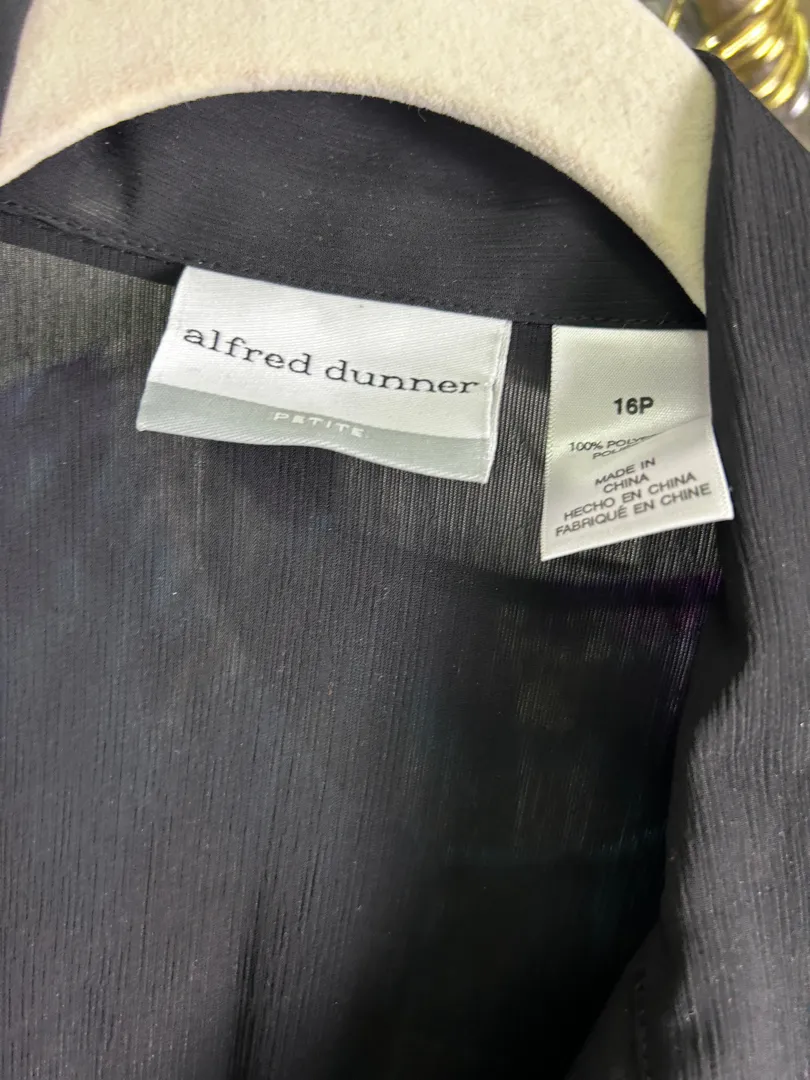 alfred dunner
PETITE
16P
100%
MADE IN
CHINA
HECHO EN CHINA
FABRIQUÉ EN CHINE